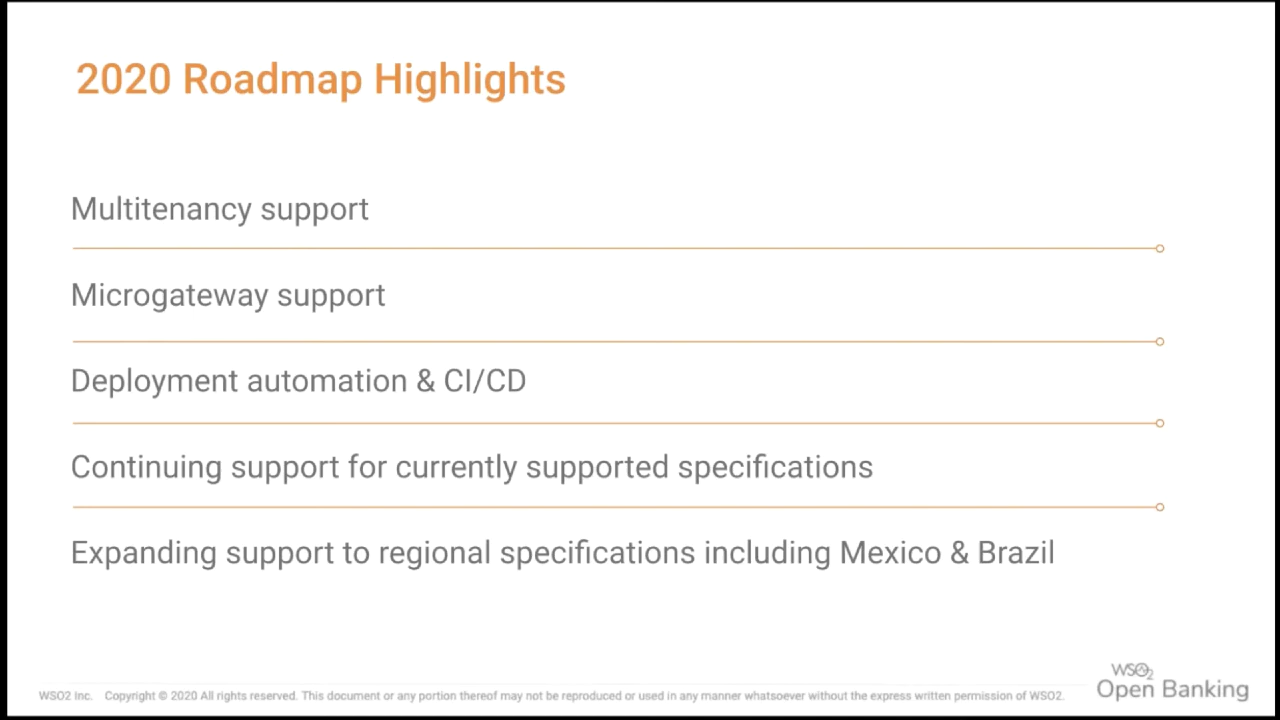 2020 Roadmap Highlights
Multitenancy support
Microgateway support
Deployment automation & CI/CD
Continuing support for currently supported specifications
Expanding support to regional specifications including Mexico & Brazil
WSO2 Inc. Copyright © 2020 All rights reserved. This document or any portion thereof may not be reproduced or used in any manner whatsoever without the express written permission of WSO2.
WSO2
Open Banking